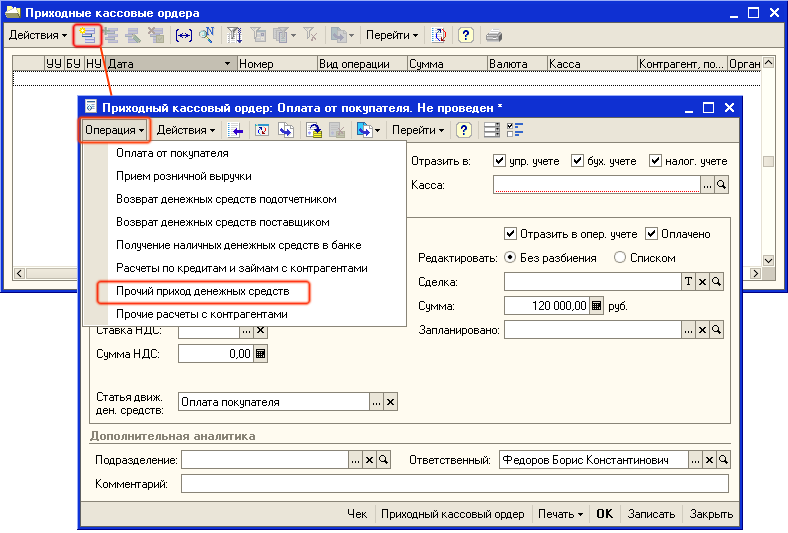 Приходные кассовые ордера
Действия Перейти ?
УУ БУ НУ Дата Номер Вид операции Сумма Валюта Касса Контрагент, по... Орган
Приходный кассовый ордер: Оплата от покупателя. Не проведен *
Операция Действия Перейти ?
Оплата от покупателя
Прием розничной выручки
Возврат денежных средств подотчетником
Возврат денежных средств поставщиком
Получение наличных денежных средств в банке
Расчеты по кредитам и займам с контрагентами
Прочий приход денежных средств
Прочие расчеты с контрагентами
Отразить в: упр. учете бух. учете налог. учете
Касса: ...
Отразить в опер. учете Оплачено
Редактировать: Без разбиения Списком
Сделка: T
Сумма: 120 000,00 руб.
Запланировано: ...
Ставка НДС: ...
Сумма НДС: 0,00
Статья движ.
ден. средств: Оплата покупателя ...
Дополнительная аналитика
Подразделение: ... Ответственный: Федоров Борис Константинович ...
Комментарий:
Чек Приходный кассовый ордер Печать OK Записать Закрыть